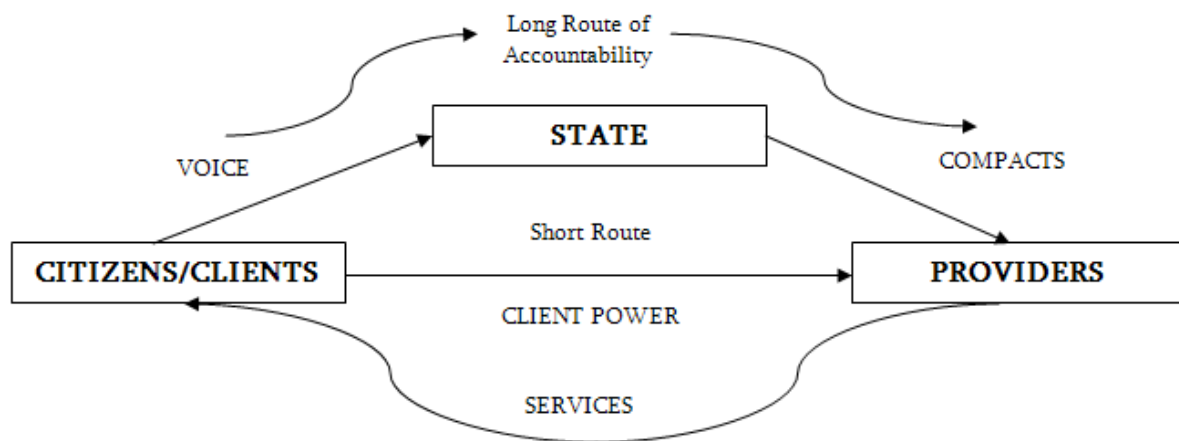 Long Route of
Accountability
STATE
VOICE
COMPACTS
Short Route
CITIZENS/CLIENTS
PROVIDERS
CLIENT POWER
SERVICES